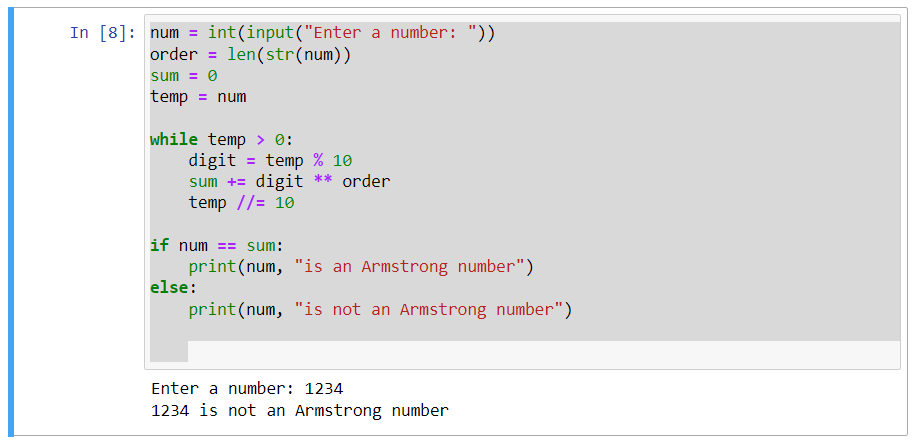 In [8]: num = int(input("Enter a number: "))
order = len(str(num))
sum = 0
temp = num
while temp > 0:
    digit = temp % 10
    sum += digit ** order
    temp //= 10
if num == sum:
    print(num, "is an Armstrong number")
else:
    print(num, "is not an Armstrong number")
Enter a number: 1234
1234 is not an Armstrong number